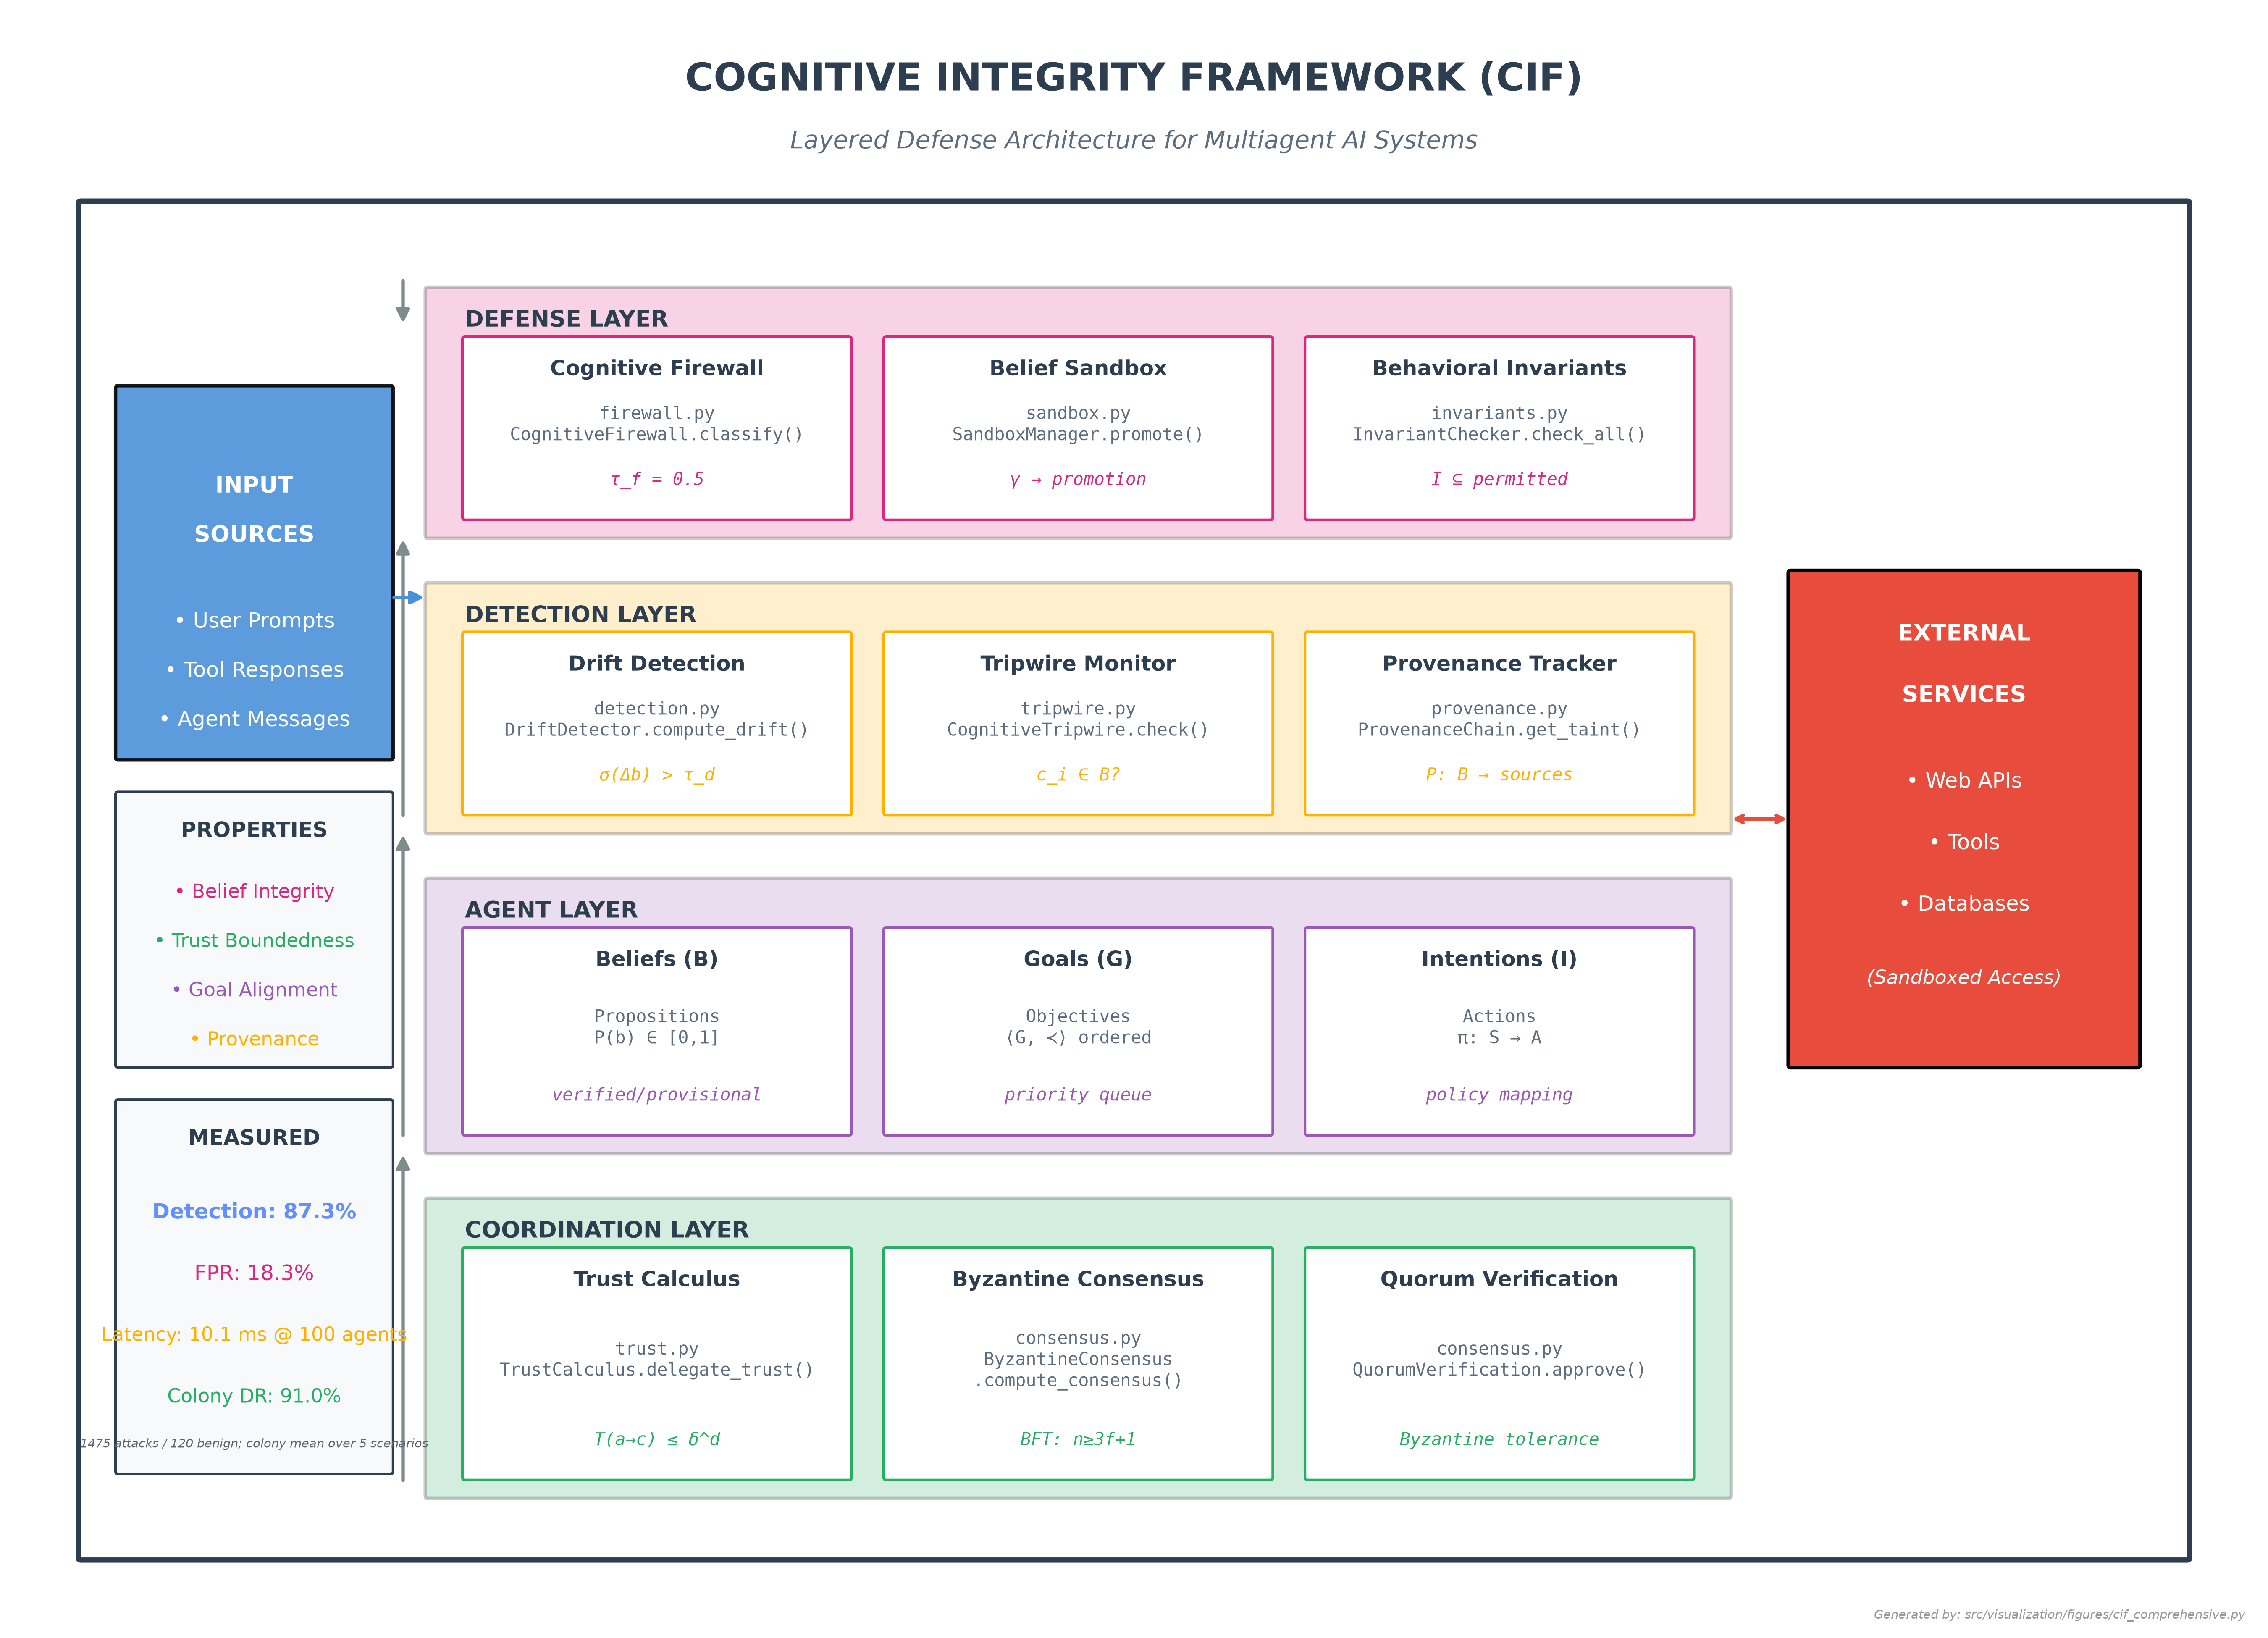 COGNITIVE INTEGRITY FRAMEWORK (CIF)
Layered Defense Architecture for Multiagent AI Systems
INPUT
SOURCES
• User Prompts
• Tool Responses
• Agent Messages
PROPERTIES
• Belief Integrity
• Trust Boundedness
• Goal Alignment
• Provenance
MEASURED
Detection: 87.3%
FPR: 18.3%
Latency: 10.1 ms @ 100 agents
Colony DR: 91.0%
1475 attacks / 120 benign; colony mean over 5 scenarios
DEFENSE LAYER
Cognitive Firewall
firewall.py
CognitiveFirewall.classify()
τ_f = 0.5
Belief Sandbox
sandbox.py
SandboxManager.promote()
γ → promotion
Behavioral Invariants
invariants.py
InvariantChecker.check_all()
I ⊆ permitted
DETECTION LAYER
Drift Detection
detection.py
DriftDetector.compute_drift()
σ(Δb) > τ_d
Tripwire Monitor
tripwire.py
CognitiveTripwire.check()
c_i ∈ B?
Provenance Tracker
provenance.py
ProvenanceChain.get_taint()
P: B → sources
AGENT LAYER
Beliefs (B)
Propositions
P(b) ∈ [0,1]
verified/provisional
Goals (G)
Objectives
⟨G, ≺⟩ ordered
priority queue
Intentions (I)
Actions
π: S → A
policy mapping
COORDINATION LAYER
Trust Calculus
trust.py
TrustCalculus.delegate_trust()
T(a→c) ≤ δ^d
Byzantine Consensus
consensus.py
ByzantineConsensus
.compute_consensus()
BFT: n≥3f+1
Quorum Verification
consensus.py
QuorumVerification.approve()
Byzantine tolerance
EXTERNAL
SERVICES
• Web APIs
• Tools
• Databases
(Sandboxed Access)
Generated by: src/visualization/figures/cif_comprehensive.py